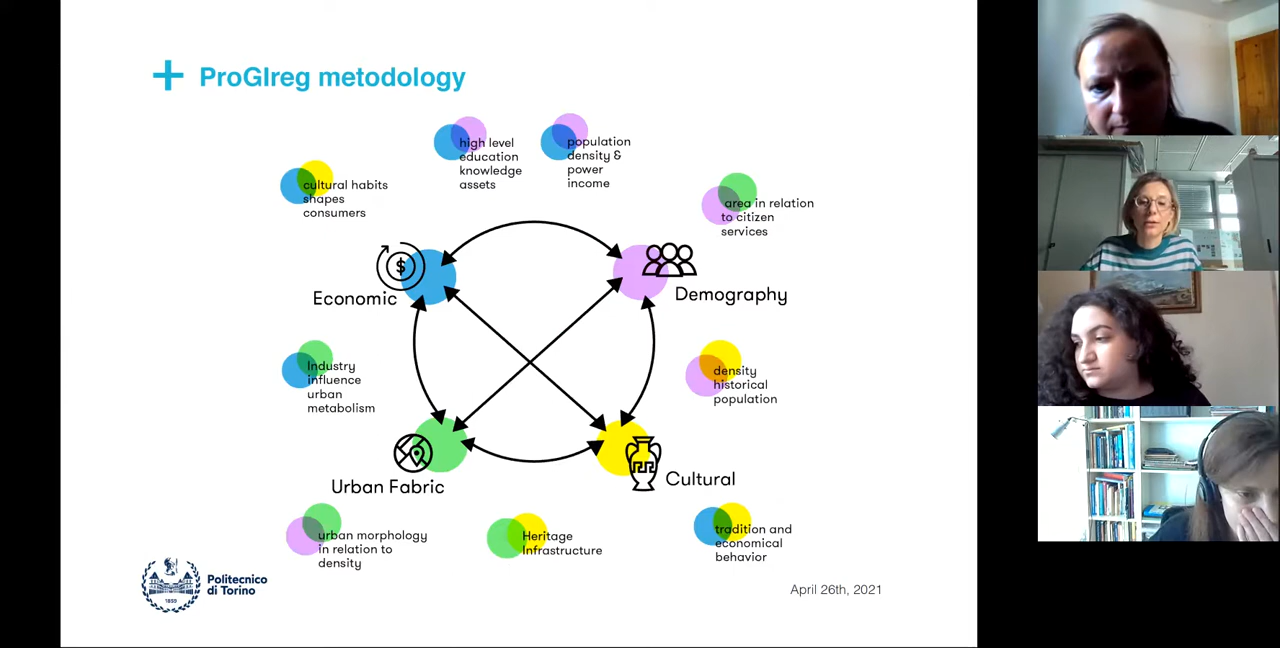 ProGIreg metodology
high level
education
knowledge
assets
population
density &
power
income
cultural habits
shapes
consumers
area in relation
to citizen
services
$
Economic
Demography
Industry
influence
urban
metabolism
density
historical
population
Urban Fabric
Cultural
urban morphology
in relation to
density
Heritage
Infrastructure
tradition and
economical
behavior
Politecnico
di Torino
1859
April 26th, 2021